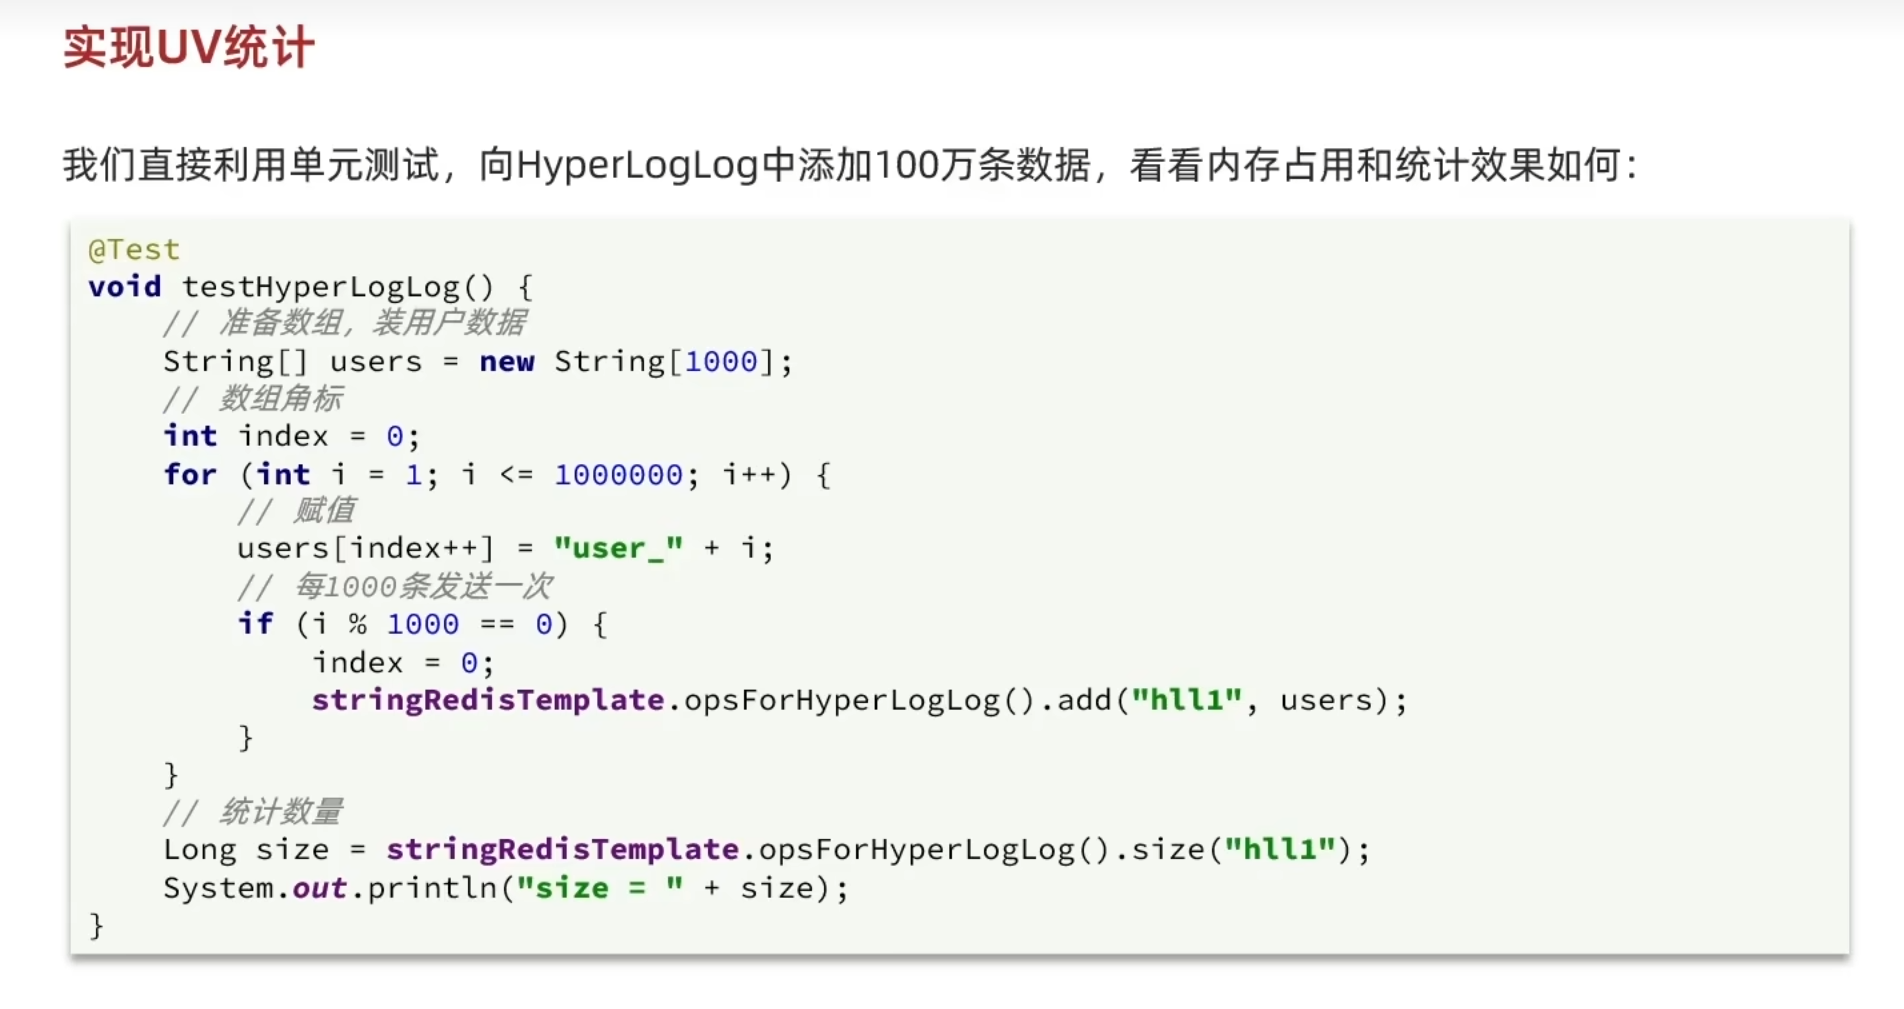 实现UV统计
我们直接利用单元测试，向HyperLogLog中添加100万条数据，看看内存占用和统计效果如何：
@Test
void testHyperLogLog() {
    // 准备数组，装用户数据
    String[] users = new String[1000];
    // 数组角标
    int index = 0;
    for (int i = 1; i <= 1000000; i++) {
        // 赋值
        users[index++] = "user_" + i;
        // 每1000条发送一次
        if (i % 1000 == 0) {
            index = 0;
            stringRedisTemplate.opsForHyperLogLog().add("hll1", users);
        }
    }
    // 统计数量
    Long size = stringRedisTemplate.opsForHyperLogLog().size("hll1");
    System.out.println("size = " + size);
}